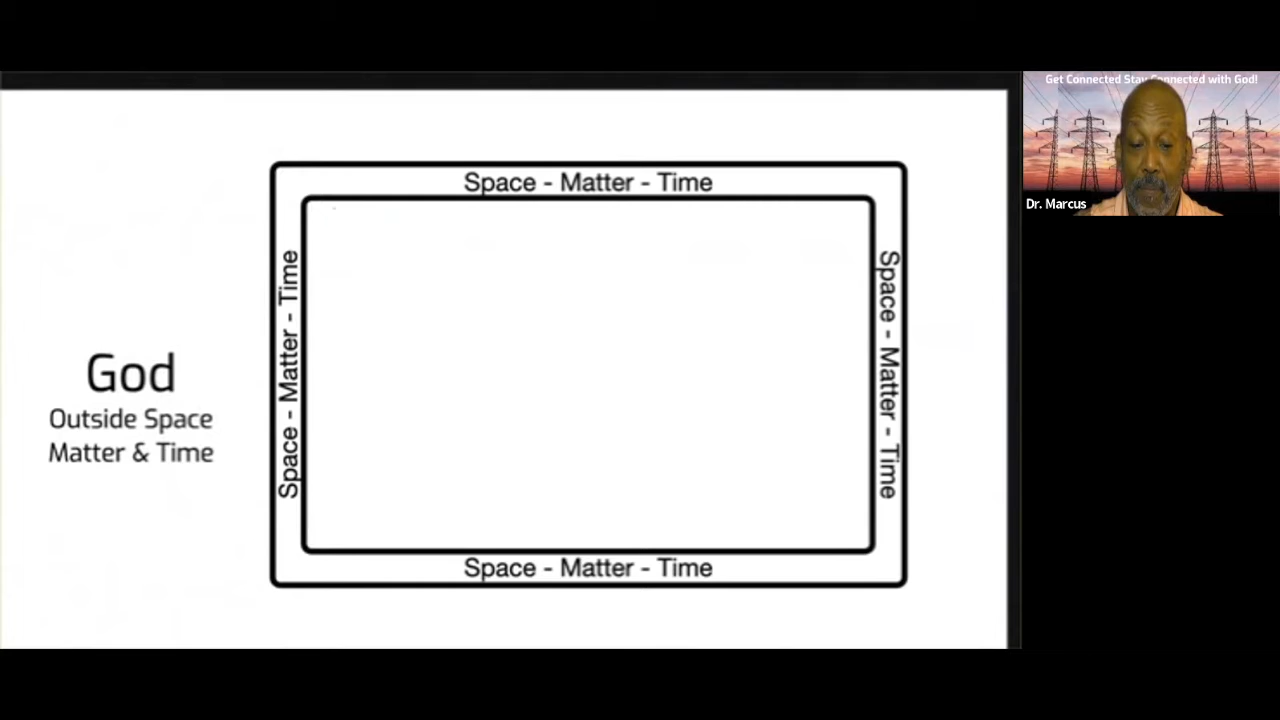 Get Connected Stay Connected with God!
Space - Matter - Time
Space - Matter - Time
Space - Matter - Time
God
Outside Space
Matter & Time
Space - Matter - Time
Dr. Marcus